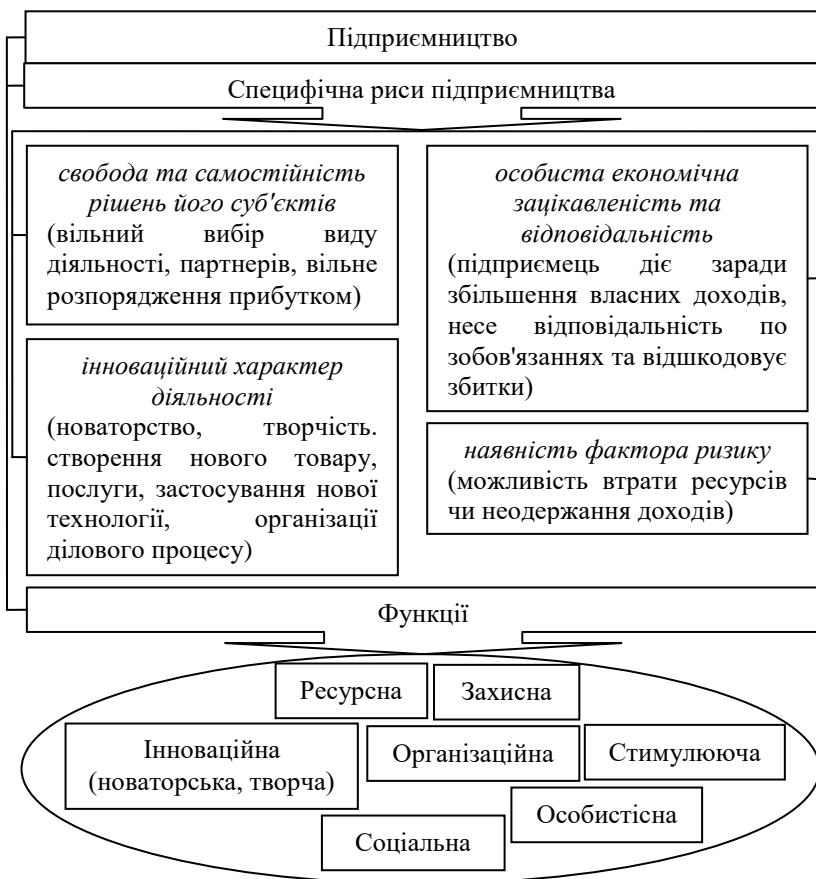 Підприємництво
Специфічна риси підприємництва
свобода та самостійність
рішень його суб'єктів
(вільний вибір виду
діяльності, партнерів, вільне
розпорядження прибутком)
інноваційний характер
діяльності
(новаторство, творчість.
створення нового товару,
послуги, застосування нової
технології, організації
ділового процесу)
особиста економічна
зацікавленість та
відповідальність
(підприємець діє заради
збільшення власних доходів,
несе відповідальність по
зобов'язаннях та відшкодовує
збитки)
наявність фактора ризику
(можливість втрати ресурсів
чи неодержання доходів)
Функції
Ресурсна
Захисна
Інноваційна
(новаторська, творча)
Організаційна
Стимулююча
Особистісна
Соціальна